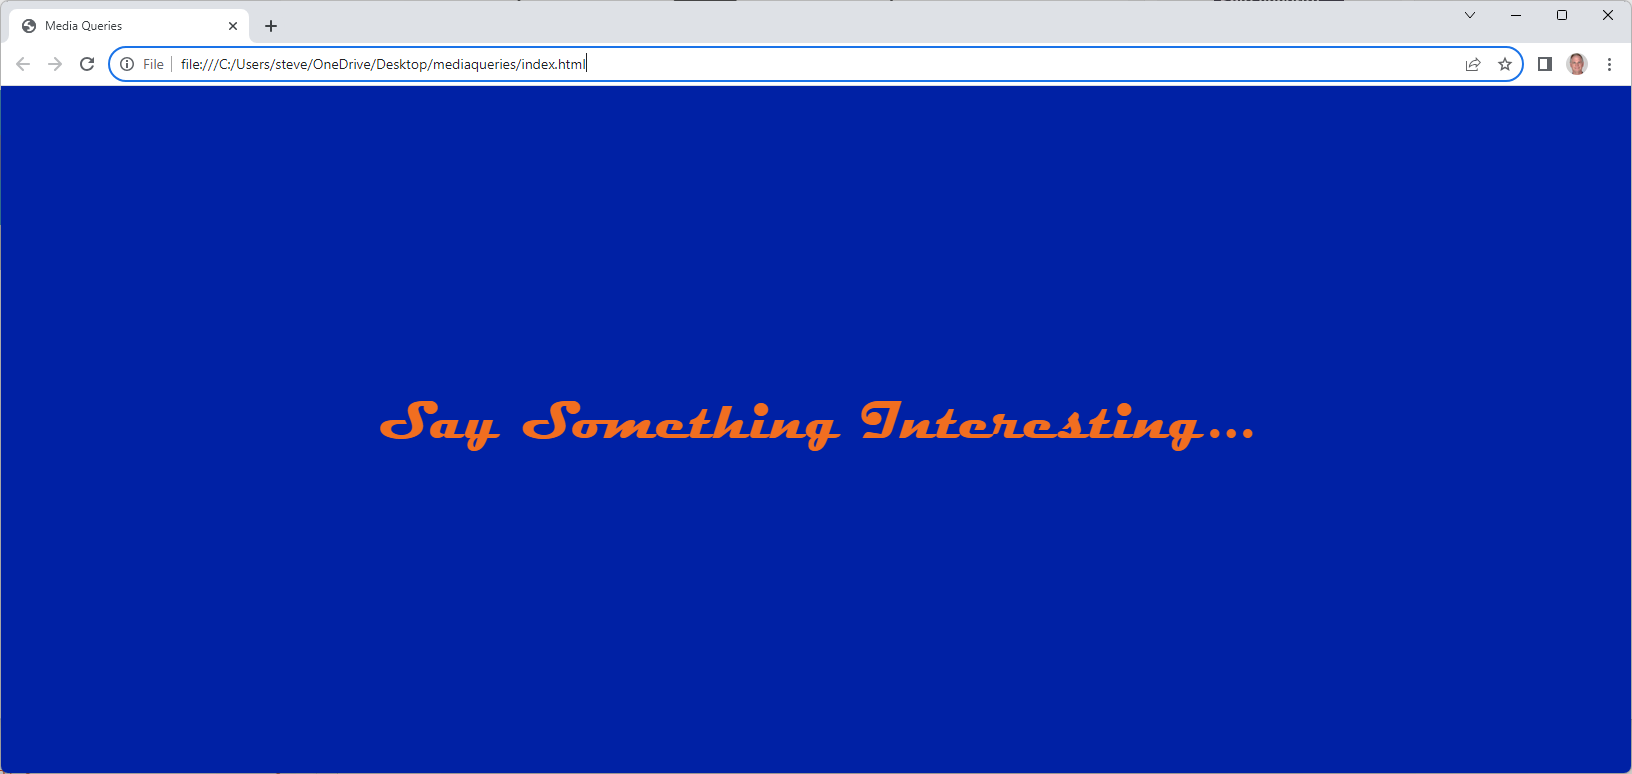 Media Queries
File file:///C:/Users/steve/OneDrive/Desktop/mediaqueries/index.html
Say Something Interesting...